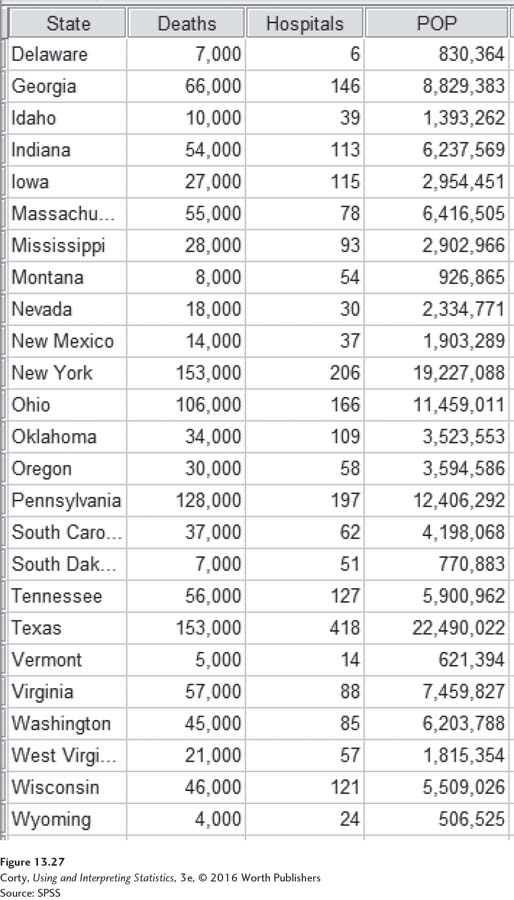 State Deaths Hospitals POP
Delaware 7,000 6 830,364
Georgia 66,000 146 8,829,383
Idaho 10,000 39 1,393,262
Indiana 54,000 113 6,237,569
Iowa 27,000 115 2,954,451
Massachu... 55,000 78 6,416,505
Mississippi 28,000 93 2,902,966
Montana 8,000 54 926,865
Nevada 18,000 30 2,334,771
New Mexico 14,000 37 1,903,289
New York 153,000 206 19,227,088
Ohio 106,000 166 11,459,011
Oklahoma 34,000 109 3,523,553
Oregon 30,000 58 3,594,586
Pennsylvania 128,000 197 12,406,292
South Caro... 37,000 62 4,198,068
South Dak... 7,000 51 770,883
Tennessee 56,000 127 5,900,962
Texas 153,000 418 22,490,022
Vermont 5,000 14 621,394
Virginia 57,000 88 7,459,827
Washington 45,000 85 6,203,788
West Virgi... 21,000 57 1,815,354
Wisconsin 46,000 121 5,509,026
Wyoming 4,000 24 506,525
Figure 13.27
Corty, Using and Interpreting Statistics, 3e, © 2016 Worth Publishers
Source: SPSS